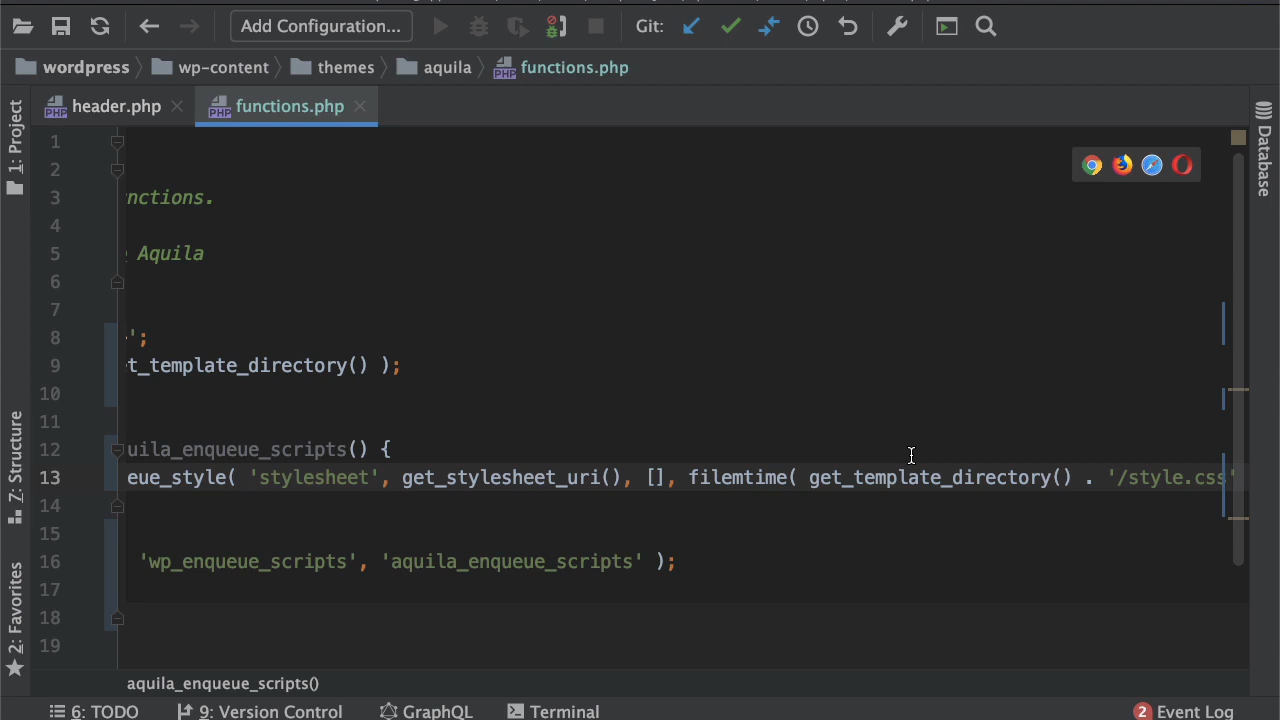 Add Configuration...
Git:
wordpress wp-content themes aquila functions.php
header.php functions.php
1: Project
Z: Structure
2: Favorites
Database
1
2
3 nctions.
4
5 Aquila
6
7
8 ';
9 t_template_directory() );
10
11
12 uila_enqueue_scripts() {
13 eue_style( 'stylesheet', get_stylesheet_uri(), [], filemtime( get_template_directory() . '/style.css'
14
15
16 'wp_enqueue_scripts', 'aquila_enqueue_scripts' );
17
18
19
aquila_enqueue_scripts()
6: TODO 9: Version Control GraphQL Terminal 2 Event Log